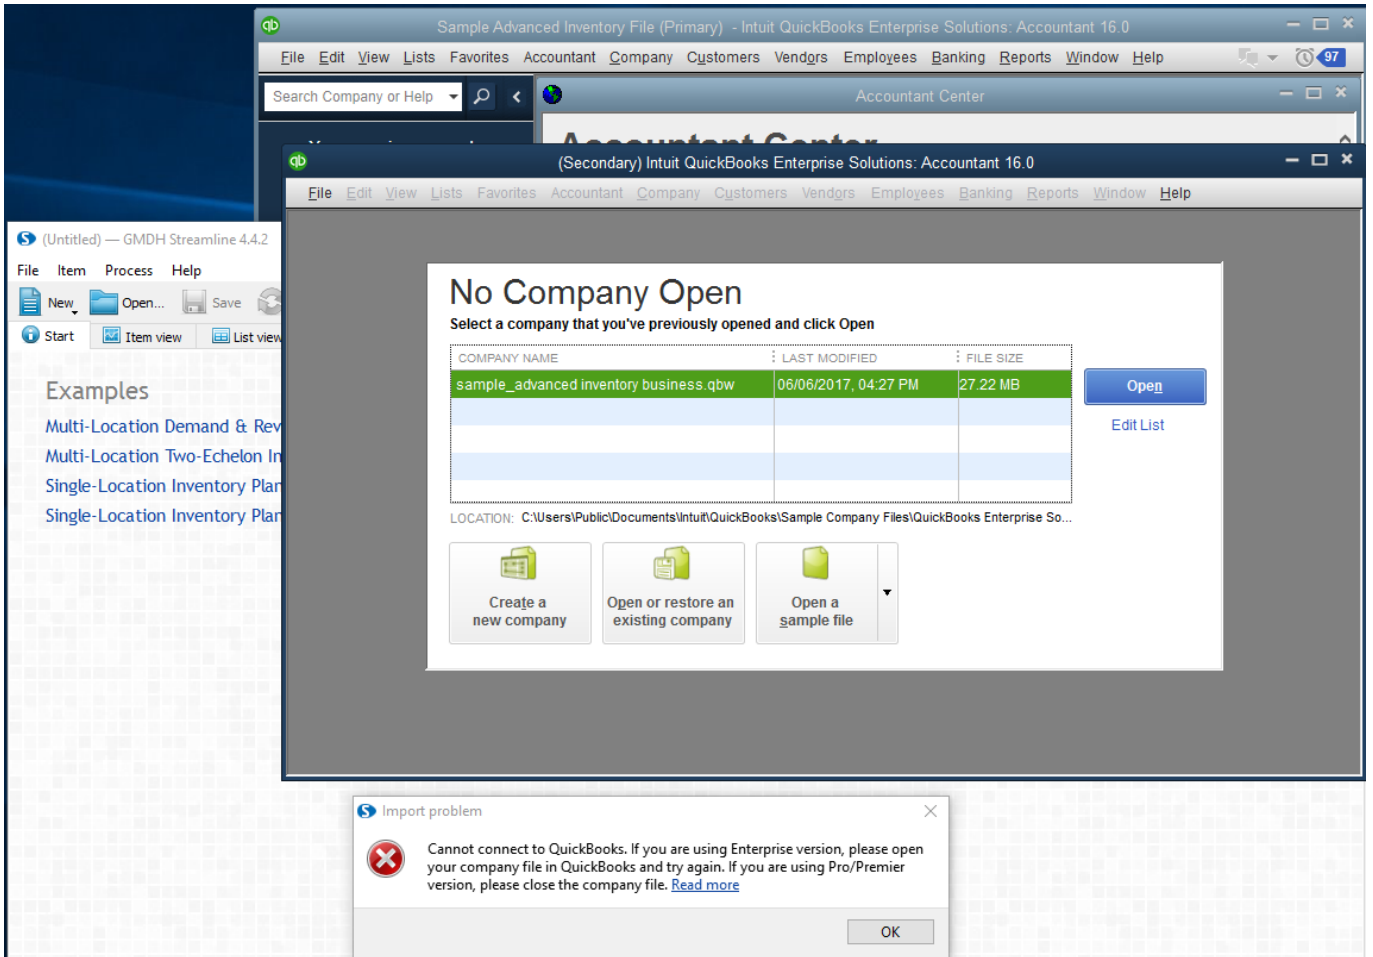 Sample Advanced Inventory File (Primary) - Intuit QuickBooks Enterprise Solutions: Accountant 16.0
File Edit View Lists Favorites Accountant Company Customers Vendors Employees Banking Reports Window Help 97
Search Company or Help
Accountant Center
Accountant Center
(Secondary) Intuit QuickBooks Enterprise Solutions: Accountant 16.0
File Edit View Lists Favorites Accountant Company Customers Vendors Employees Banking Reports Window Help
(Untitled) — GMDH Streamline 4.4.2
File Item Process Help
New Open... Save
Start Item view List view
Examples
Multi-Location Demand & Rev
Multi-Location Two-Echelon In
Single-Location Inventory Plan
Single-Location Inventory Plan
No Company Open
Select a company that you've previously opened and click Open
COMPANY NAME LAST MODIFIED FILE SIZE
sample_advanced inventory business.qbw 06/06/2017, 04:27 PM 27.22 MB
Open
Edit List
LOCATION: C:\Users\Public\Documents\Intuit\QuickBooks\Sample Company Files\QuickBooks Enterprise So...
Create a
new company
Open or restore an
existing company
Open a
sample file
Import problem
Cannot connect to QuickBooks. If you are using Enterprise version, please open
your company file in QuickBooks and try again. If you are using Pro/Premier
version, please close the company file. Read more
OK